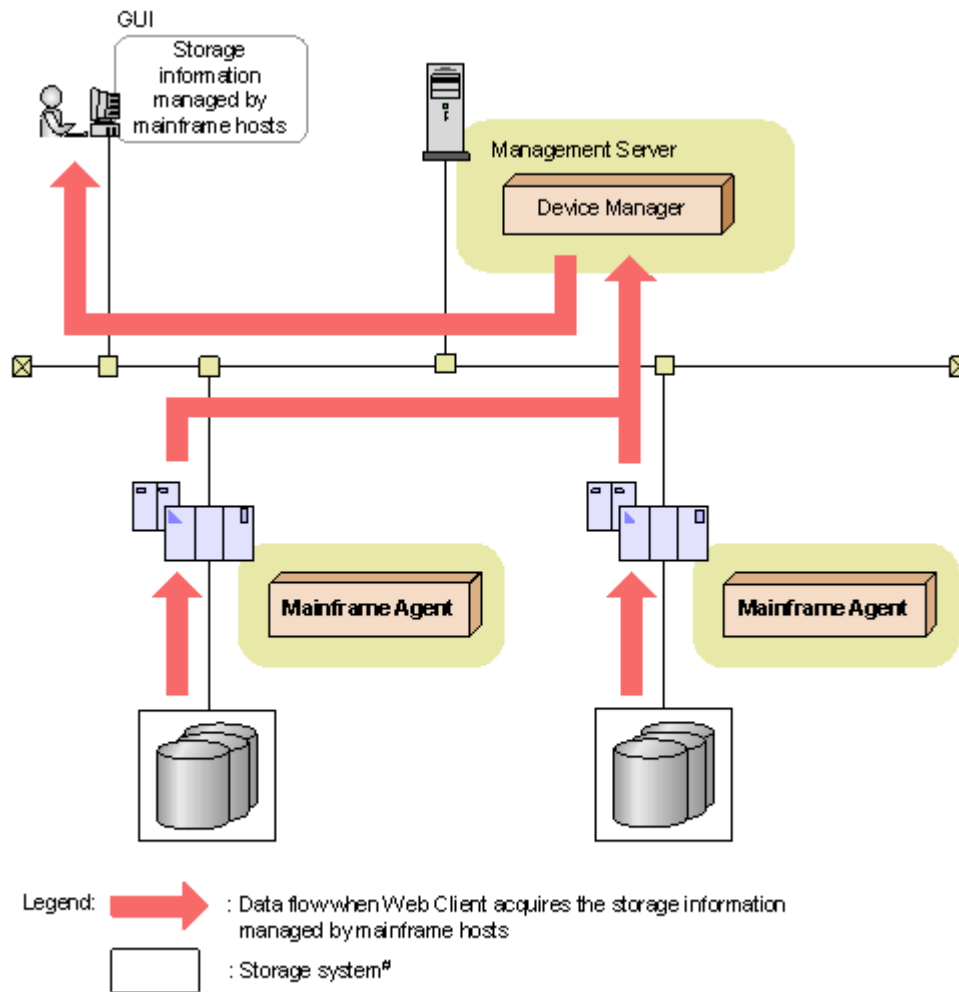 GUI
Storage
information
managed by
mainframe hosts
Management Server
Device Manager
Mainframe Agent
Mainframe Agent
Legend:
: Data flow when Web Client acquires the storage information
managed by mainframe hosts
: Storage system#